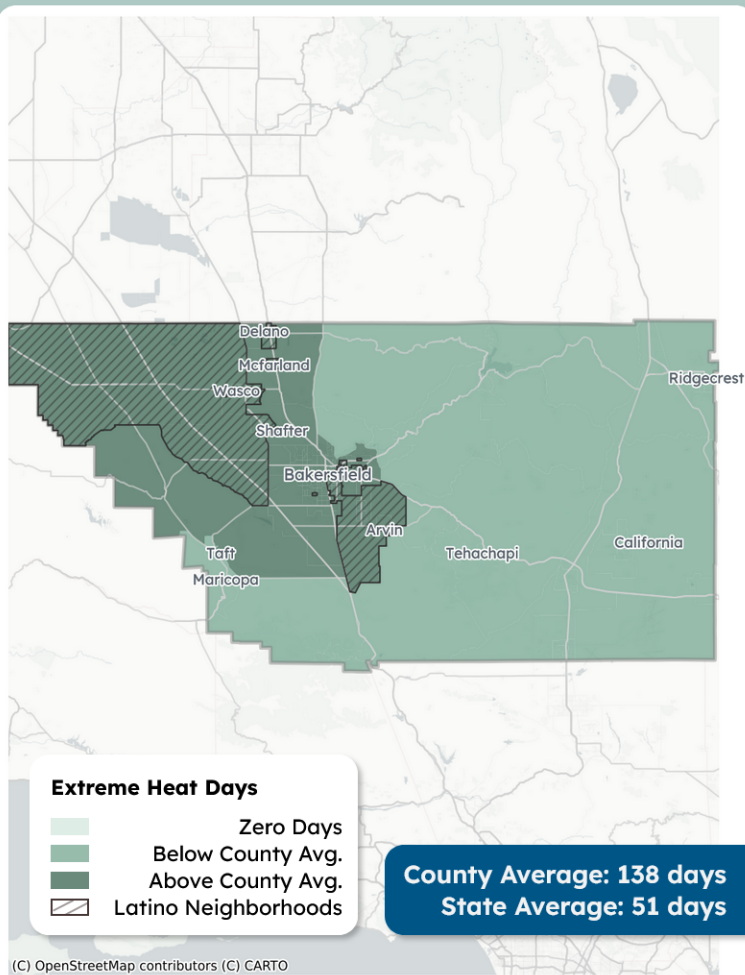 Delano
Mcfarland
Ridgecrest
Wasco
Shafter
Bakersfield
Arvin
California
Taft
Tehachapi
Maricopa
Extreme Heat Days
Zero Days
Below County Avg.
Above County Avg.
Latino Neighborhoods
County Average: 138 days
State Average: 51 days
(C) OpenStreetMap contributors (C) CARTO